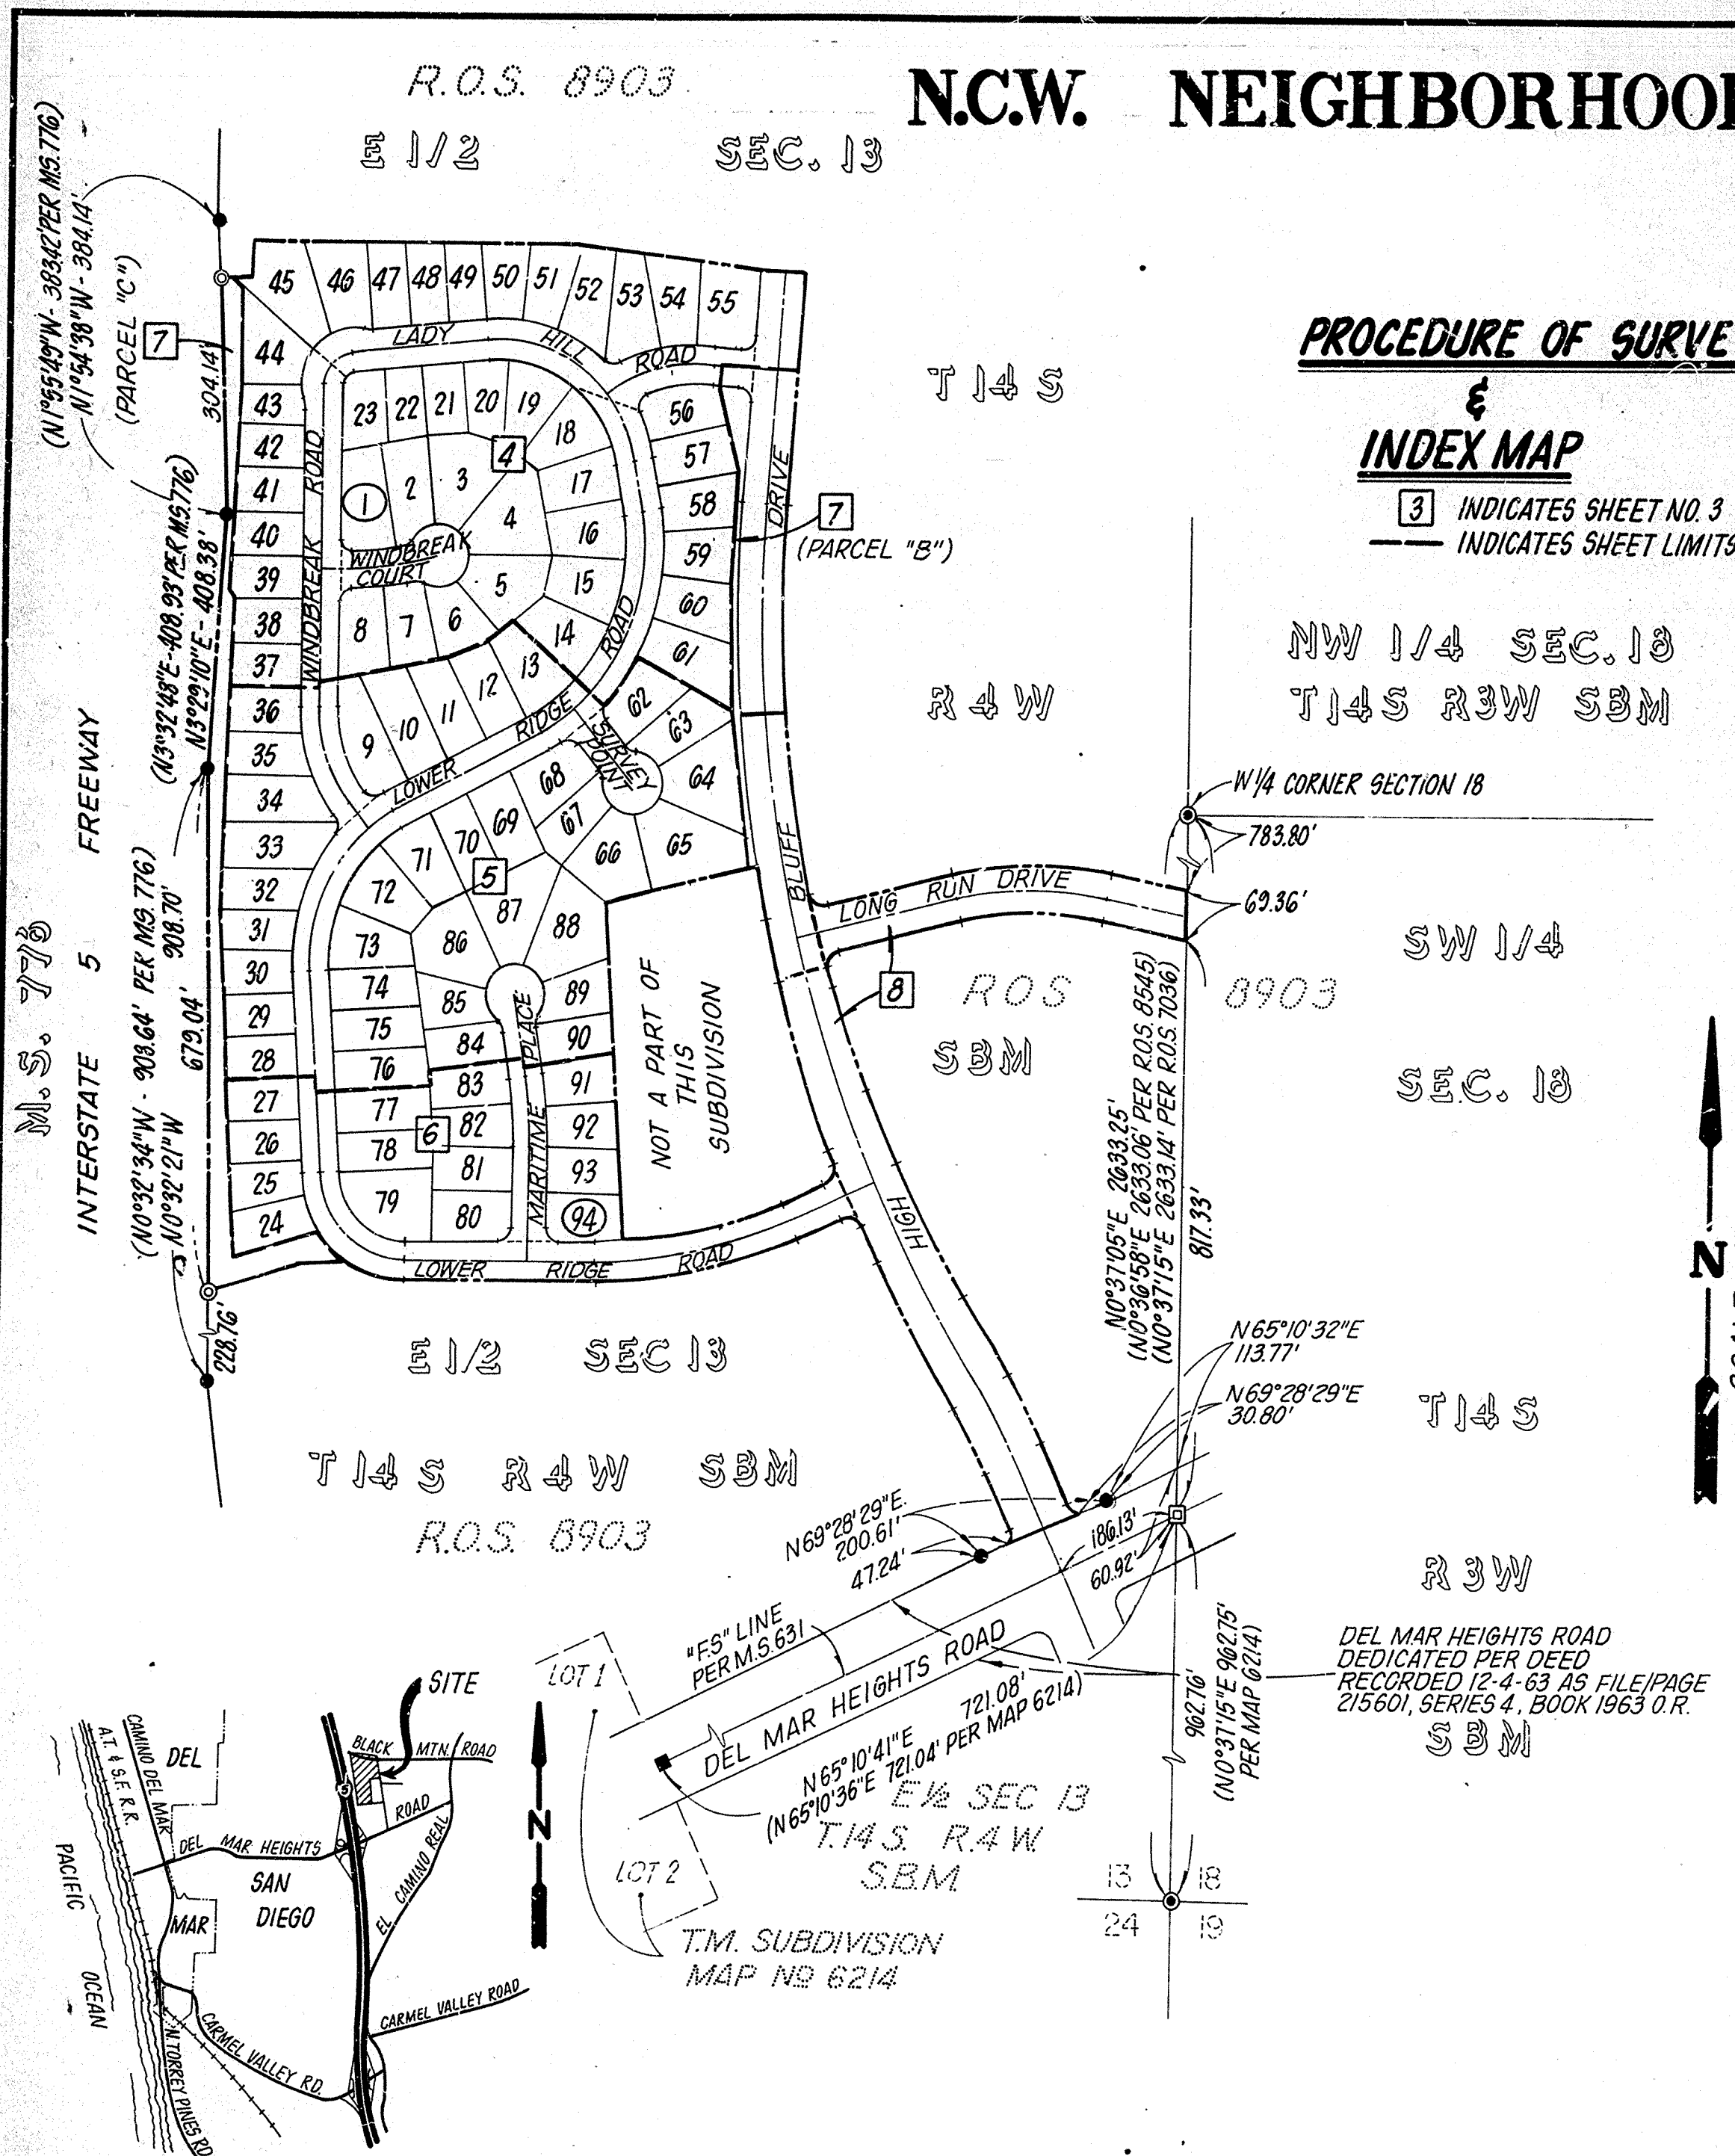 R.O.S. 8903
N.C.W. NEIGHBORHOO
E 1/2 SEC. 13
(N1°55'49"W - 383.42' PER M.S. 776)
N1°54'38"W - 384.14'
(PARCEL "C")
7
304.14'
PROCEDURE OF SURVE
&
INDEX MAP
3 INDICATES SHEET NO. 3
INDICATES SHEET LIMITS
45 46 47 48 49 50 51 52 53 54 55
LADY HILL ROAD
44
43
42
41
40
39
38
37
36
35
34
33
32
31
30
29
28
27
26
25
24
WINDBREAK ROAD
23 22 21 20 19 18
1 2 3 4
17
16
15
14
4
WINDBREAK
COURT
8 7 6 5
9 10 11 12 13
56
57
58
59
60
61
62
63
64
65
66
67
68
69
70
71
72
LOWER RIDGE ROAD
SURVEY
POINT
5
73
74
75
76
77
78
79
86 87 88
85 89
84 90
83 91
82 92
81 93
80 94
6
MARITIME PLACE
LOWER RIDGE ROAD
NOT A PART OF
THIS
SUBDIVISION
HIGH BLUFF DRIVE
7
(PARCEL "B")
T 14 S
R 4 W
NW 1/4 SEC. 18
T14S R3W SBM
W 1/4 CORNER SECTION 18
783.80'
69.36'
LONG RUN DRIVE
8
ROS 8903
SBM
SW 1/4
SEC. 18
(N3°32'48"E - 408.93' PER M.S. 776)
N3°29'10"E - 408.38'
M.S. 776
INTERSTATE 5 FREEWAY
(N0°32'34"W - 908.64' PER M.S. 776)
N0°32'21"W 908.70'
679.04'
228.76'
N0°37'05"E 2633.25'
(N0°36'58"E 2633.06' PER R.O.S. 8545)
(N0°37'15"E 2633.14' PER R.O.S. 7036)
817.33'
N
E 1/2 SEC 13
T 14 S R 4 W SBM
R.O.S. 8903
N65°10'32"E
113.77'
N69°28'29"E
30.80'
T14S
N69°28'29"E
200.61'
47.24'
186.13'
60.92'
R 3W
"FS" LINE
PER M.S. 631
DEL MAR HEIGHTS ROAD
721.08'
N65°10'41"E
(N65°10'36"E 721.04' PER MAP 6214)
962.76'
(N0°37'15"E 962.75'
PER MAP 6214)
DEL MAR HEIGHTS ROAD
DEDICATED PER DEED
RECORDED 12-4-63 AS FILE/PAGE
215601, SERIES 4, BOOK 1963 O.R.
SBM
E 1/2 SEC 13
T.14 S. R.4 W.
S.B.M.
LOT 1
LOT 2
T.M. SUBDIVISION
MAP NO 6214
13 18
24 19
SITE
BLACK MTN. ROAD
CAMINO DEL MAR
A.T. & S.F. R.R.
DEL
MAR
DEL MAR HEIGHTS ROAD
5
SAN
DIEGO
EL CAMINO REAL
N
PACIFIC
OCEAN
CARMEL VALLEY RD.
CARMEL VALLEY ROAD
N. TORREY PINES RD